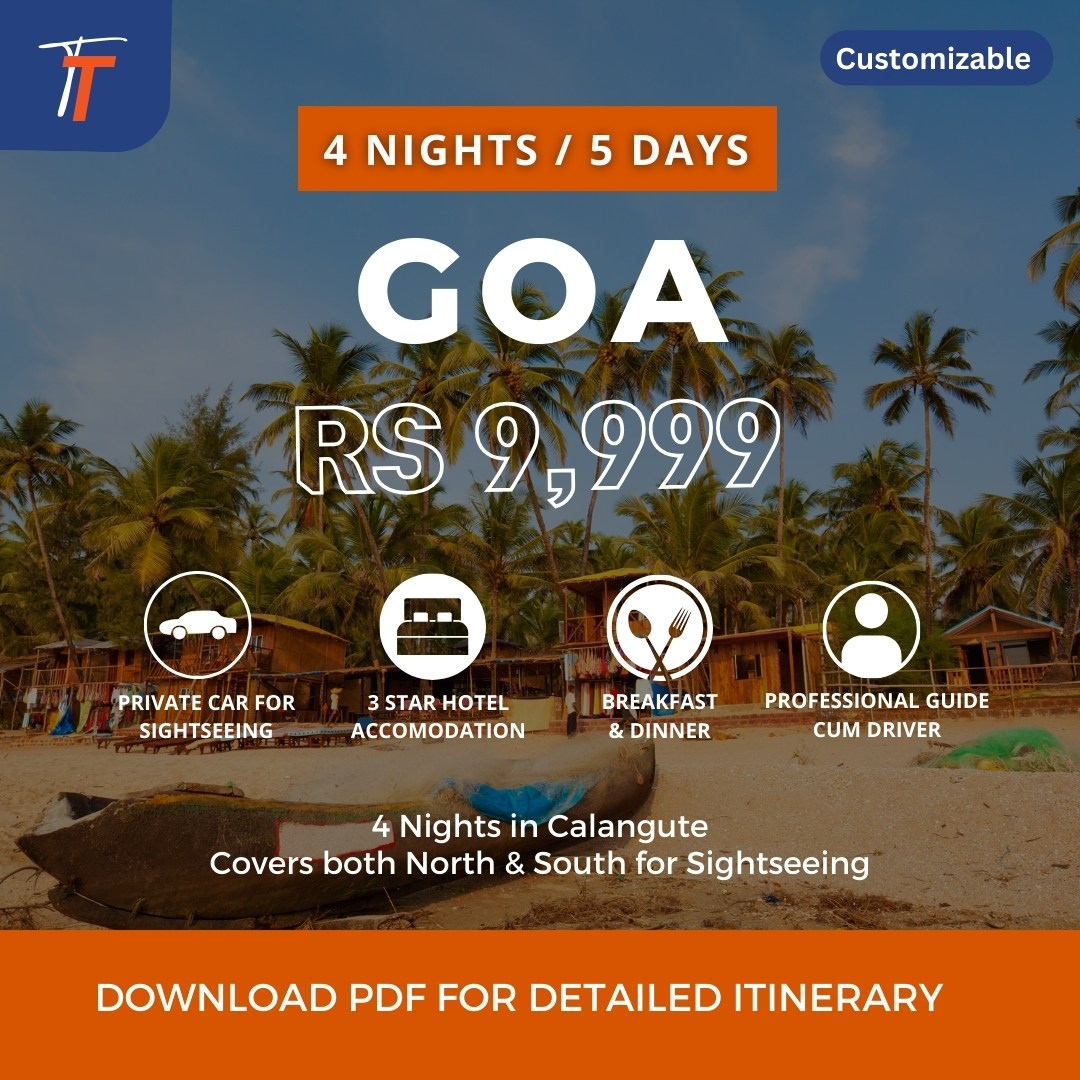 TT
Customizable
4 NIGHTS / 5 DAYS
GOA
RS 9,999
PRIVATE CAR FOR
SIGHTSEEING
3 STAR HOTEL
ACCOMODATION
BREAKFAST
& DINNER
PROFESSIONAL GUIDE
CUM DRIVER
4 Nights in Calangute
Covers both North & South for Sightseeing
DOWNLOAD PDF FOR DETAILED ITINERARY